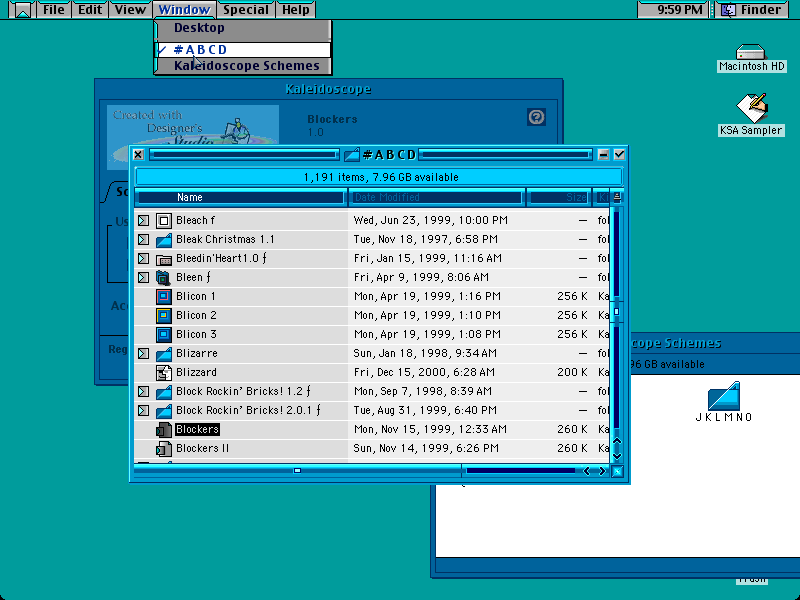 File Edit View Window Special Help 9:59 PM Finder
Desktop
✓ #ABCD
Kaleidoscope Schemes
Macintosh HD
KSA Sampler
Kaleidoscope
Created with
Designer's
Studio
Blockers
1.0
#ABCD
1,191 items, 7.96 GB available
Name Date Modified Size
Bleach ƒ Wed, Jun 23, 1999, 10:00 PM — fol
Bleak Christmas 1.1 Tue, Nov 18, 1997, 6:58 PM — fol
Bleedin'Heart1.0 ƒ Fri, Jan 15, 1999, 11:16 AM — fol
Bleen ƒ Fri, Apr 9, 1999, 8:06 AM — fol
Blicon 1 Mon, Apr 19, 1999, 1:16 PM 256 K Ka
Blicon 2 Mon, Apr 19, 1999, 1:10 PM 256 K Ka
Blicon 3 Mon, Apr 19, 1999, 1:08 PM 256 K Ka
Blizarre Sun, Jan 18, 1998, 9:34 AM — fol
Blizzard Fri, Dec 15, 2000, 6:28 AM 200 K Ka
Block Rockin' Bricks! 1.2 ƒ Mon, Sep 7, 1998, 8:39 AM — fol
Block Rockin' Bricks! 2.0.1 ƒ Tue, Aug 31, 1999, 6:40 PM — fol
Blockers Mon, Nov 15, 1999, 12:33 AM 260 K Ka
Blockers II Sun, Nov 14, 1999, 6:26 PM 260 K Ka
Sc
Us
Acc
Reg
cope Schemes
96 GB available
JKLMNO
Trash